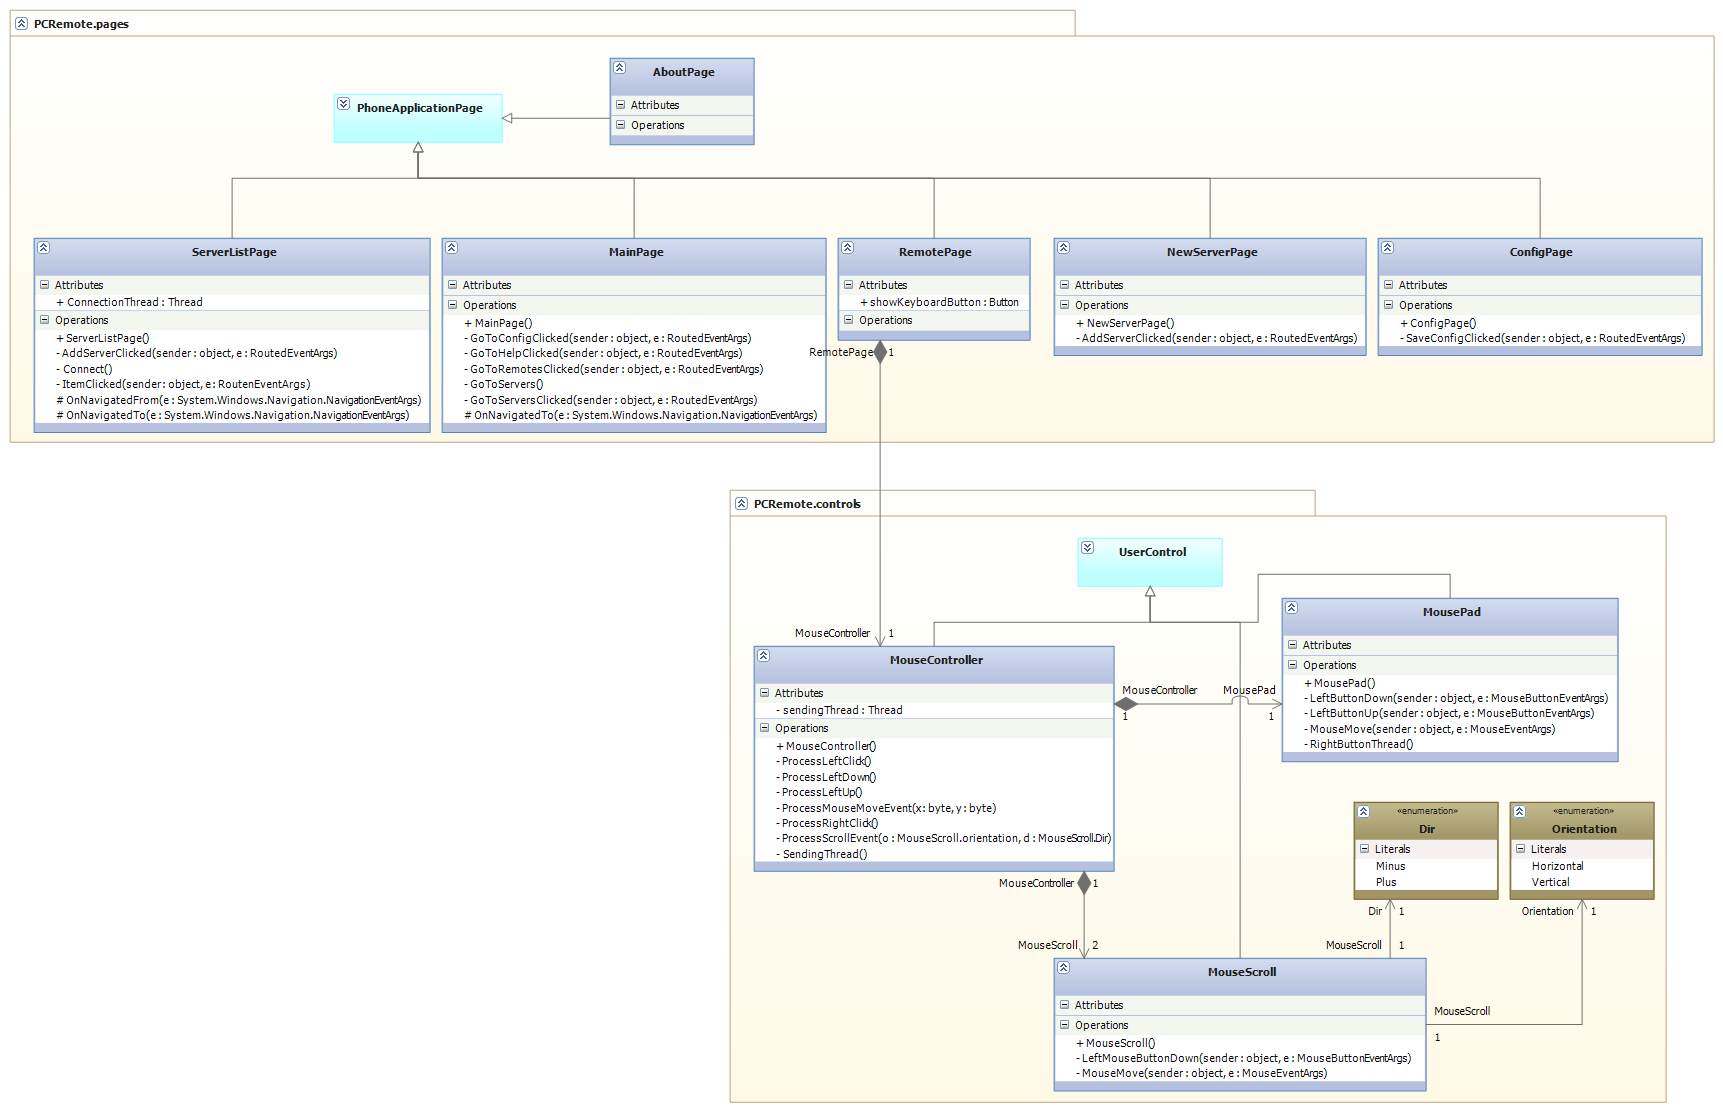 PCRemote.pages
AboutPage
Attributes
Operations
PhoneApplicationPage
ServerListPage
Attributes
+ ConnectionThread : Thread
Operations
+ ServerListPage()
- AddServerClicked(sender : object, e : RoutedEventArgs)
- Connect()
- ItemClicked(sender : object, e : RoutenEventArgs)
# OnNavigatedFrom(e : System.Windows.Navigation.NavigationEventArgs)
# OnNavigatedTo(e : System.Windows.Navigation.NavigationEventArgs)
MainPage
Attributes
Operations
+ MainPage()
- GoToConfigClicked(sender : object, e : RoutedEventArgs)
- GoToHelpClicked(sender : object, e : RoutedEventArgs)
- GoToRemotesClicked(sender : object, e : RoutedEventArgs)
- GoToServers()
- GoToServersClicked(sender : object, e : RoutedEventArgs)
# OnNavigatedTo(e : System.Windows.Navigation.NavigationEventArgs)
RemotePage
Attributes
+ showKeyboardButton : Button
Operations
RemotePage 1
NewServerPage
Attributes
Operations
+ NewServerPage()
- AddServerClicked(sender : object, e : RoutedEventArgs)
ConfigPage
Attributes
Operations
+ ConfigPage()
- SaveConfigClicked(sender : object, e : RoutedEventArgs)
PCRemote.controls
UserControl
MouseController 1
MouseController
Attributes
- sendingThread : Thread
Operations
+ MouseController()
- ProcessLeftClick()
- ProcessLeftDown()
- ProcessLeftUp()
- ProcessMouseMoveEvent(x : byte, y : byte)
- ProcessRightClick()
- ProcessScrollEvent(o : MouseScroll.orientation, d : MouseScroll.Dir)
- SendingThread()
MouseController
1
MousePad
1
MousePad
Attributes
Operations
+ MousePad()
- LeftButtonDown(sender : object, e : MouseButtonEventArgs)
- LeftButtonUp(sender : object, e : MouseButtonEventArgs)
- MouseMove(sender : object, e : MouseEventArgs)
- RightButtonThread()
«enumeration»
Dir
Literals
Minus
Plus
Dir 1
«enumeration»
Orientation
Literals
Horizontal
Vertical
Orientation 1
MouseController 1
MouseScroll 2
MouseScroll 1
MouseScroll
Attributes
Operations
+ MouseScroll()
- LeftMouseButtonDown(sender : object, e : MouseButtonEventArgs)
- MouseMove(sender : object, e : MouseEventArgs)
MouseScroll
1